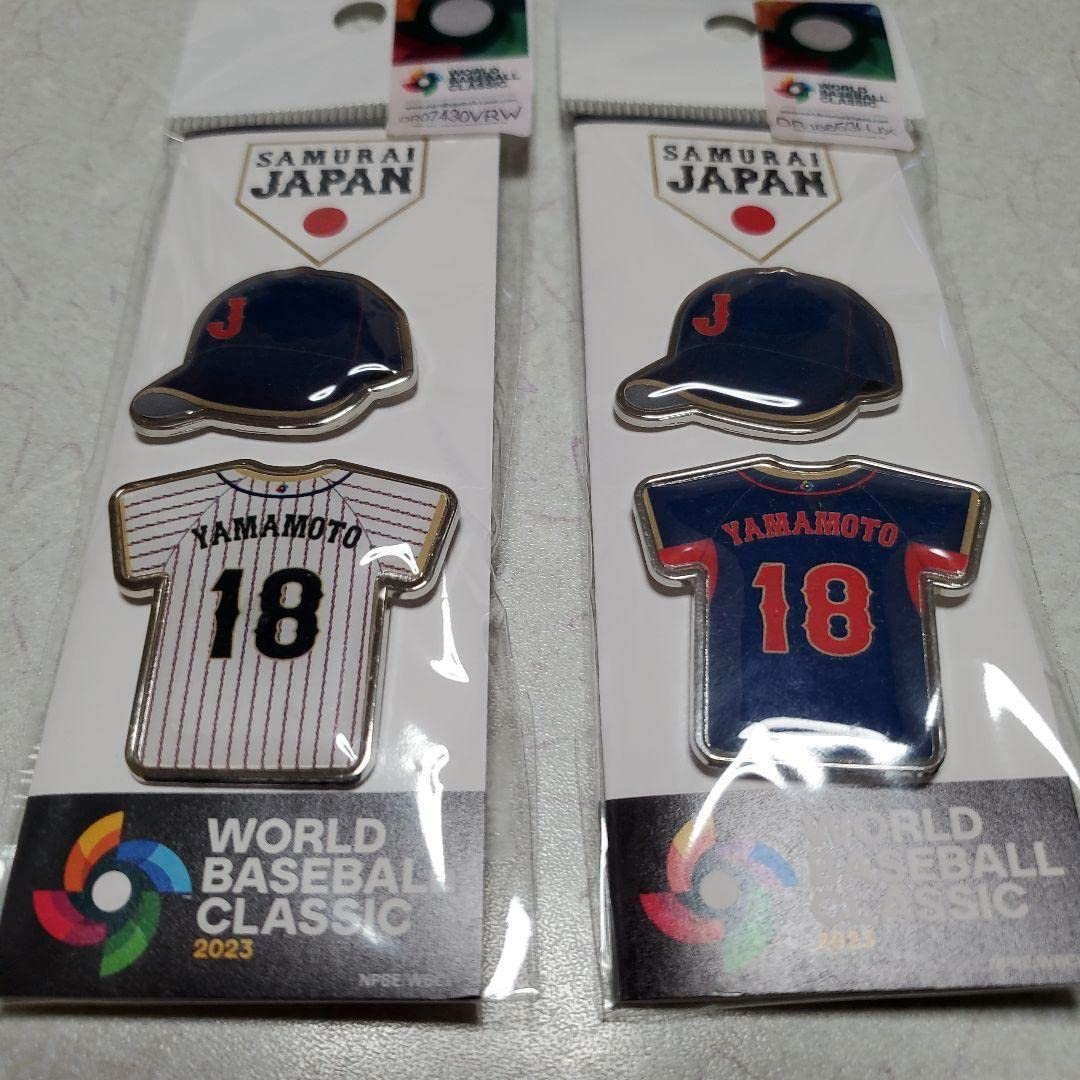 WORLD
BASEBALL
CLASSIC
SAMURAI
JAPAN
J
YAMAMOTO
18
WORLD
BASEBALL
CLASSIC
2023
WORLD
BASEBALL
CLASSIC
SAMURAI
JAPAN
J
YAMAMOTO
18
WORLD
BASEBALL
CLASSIC
2023